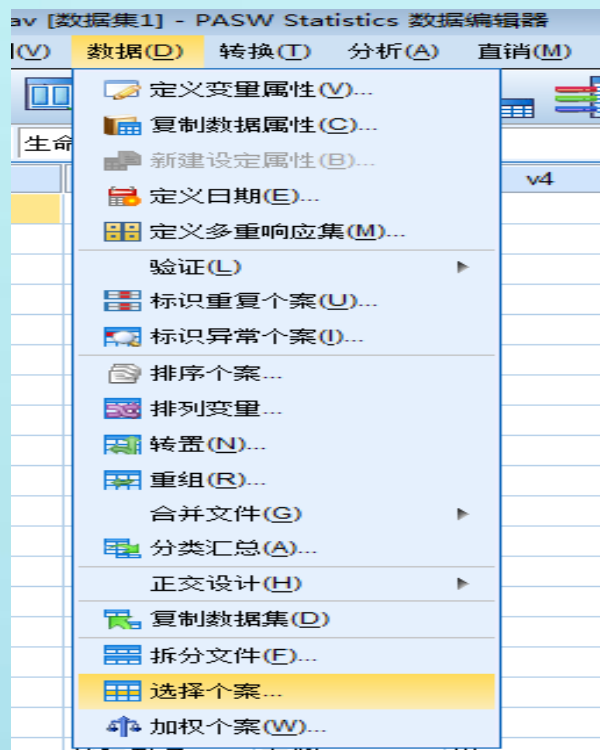 av [数据集1] - PASW Statistics 数据编辑器
(V) 数据(D) 转换(T) 分析(A) 直销(M)
定义变量属性(V)...
复制数据属性(C)...
生命
新建设定属性(B)...
v4
定义日期(E)...
定义多重响应集(M)...
验证(L)
标识重复个案(U)...
标识异常个案(I)...
排序个案...
排列变量...
转置(N)...
重组(R)...
合并文件(G)
分类汇总(A)...
正交设计(H)
复制数据集(D)
拆分文件(F)...
选择个案...
加权个案(W)...